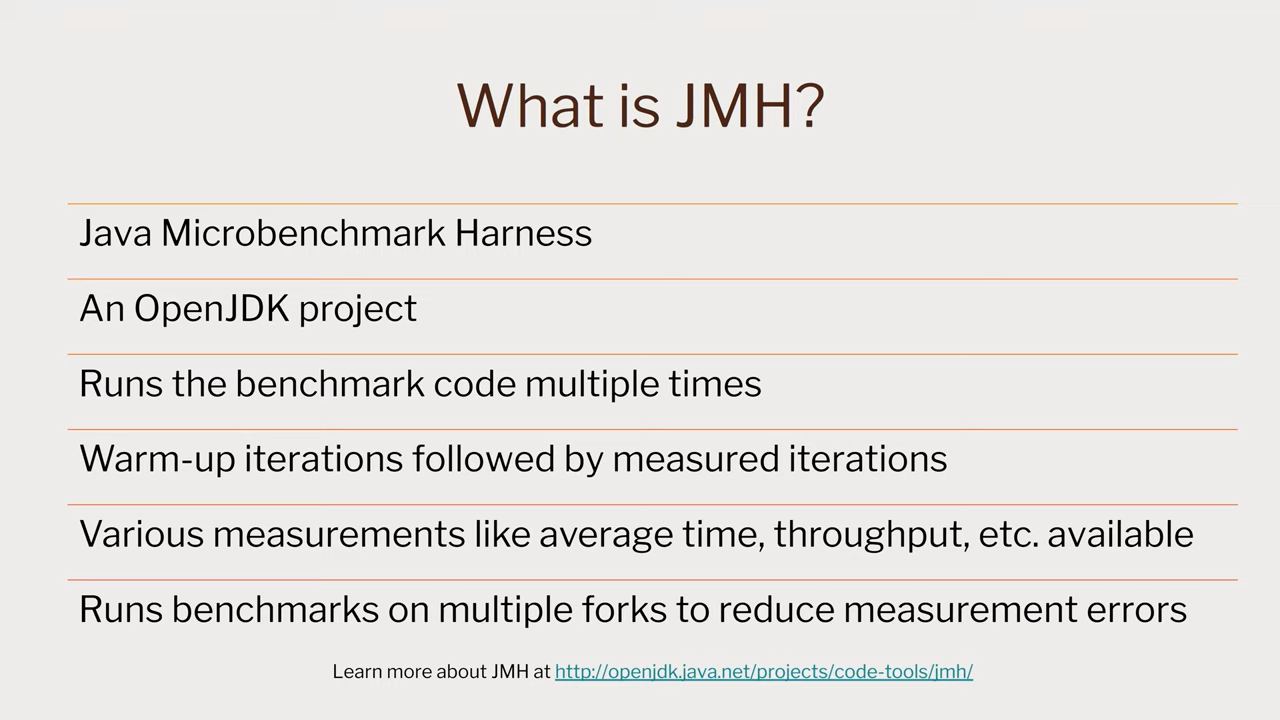 What is JMH?
Java Microbenchmark Harness
An OpenJDK project
Runs the benchmark code multiple times
Warm-up iterations followed by measured iterations
Various measurements like average time, throughput, etc. available
Runs benchmarks on multiple forks to reduce measurement errors
Learn more about JMH at http://openjdk.java.net/projects/code-tools/jmh/